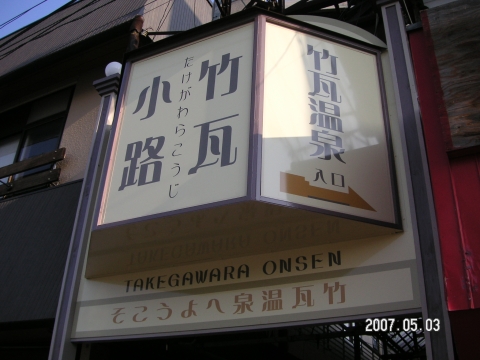 竹瓦
小路
たけがわらこうじ
竹瓦温泉
入口
TAKEGAWARA ONSEN
竹瓦温泉へようこそ
2007.05.03